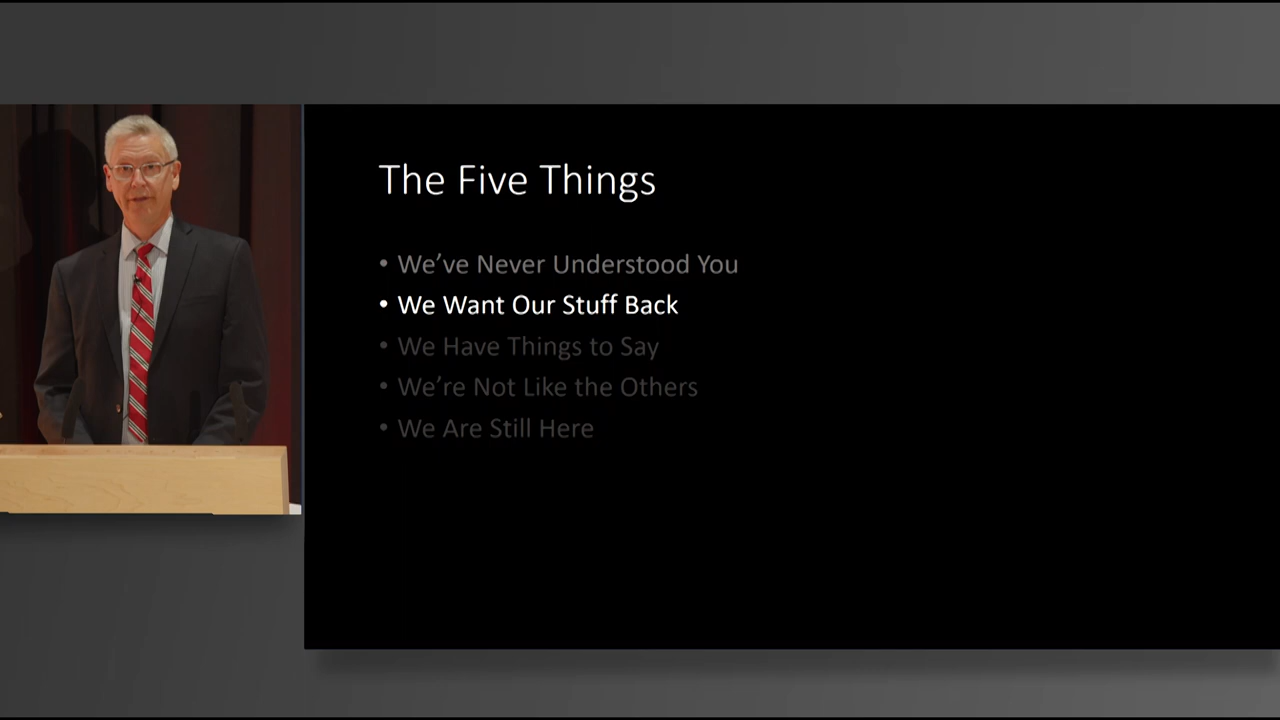 The Five Things
• We’ve Never Understood You
• We Want Our Stuff Back
• We Have Things to Say
• We’re Not Like the Others
• We Are Still Here